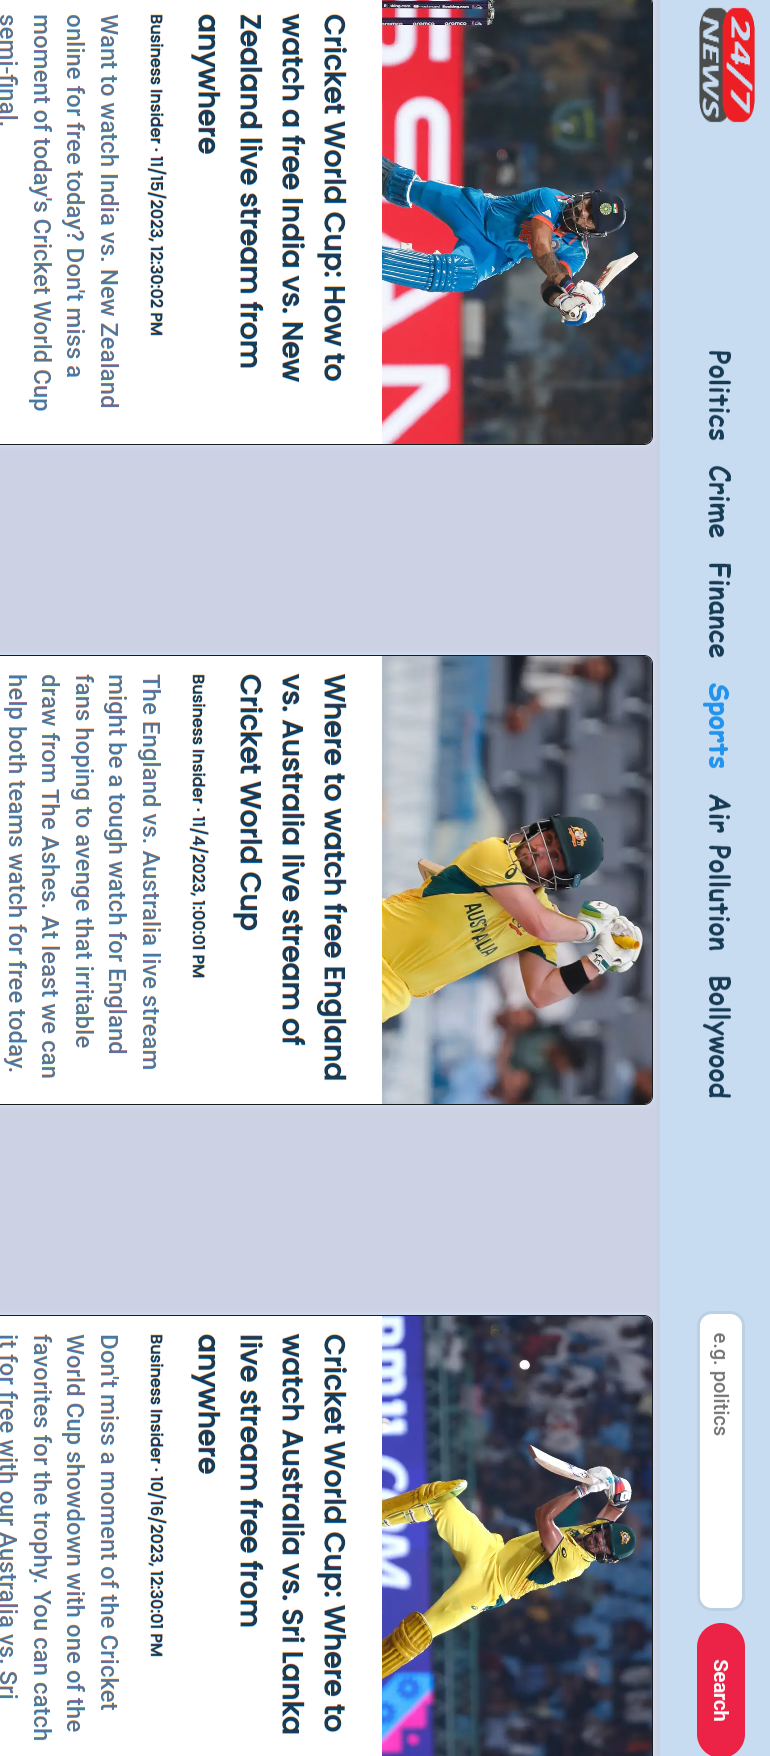 24/7
NEWS
Politics Crime Finance Sports Air Pollution Bollywood
e.g. politics
Search
Cricket World Cup: How to
watch a free India vs. New
Zealand live stream from
anywhere
Business Insider · 11/15/2023, 12:30:02 PM
Want to watch India vs. New Zealand
online for free today? Don't miss a
moment of today's Cricket World Cup
semi-final.
AUSTRALIA
Where to watch free England
vs. Australia live stream of
Cricket World Cup
Business Insider · 11/4/2023, 1:00:01 PM
The England vs. Australia live stream
might be a tough watch for England
fans hoping to avenge that irritable
draw from The Ashes. At least we can
help both teams watch for free today.
Cricket World Cup: Where to
watch Australia vs. Sri Lanka
live stream free from
anywhere
Business Insider · 10/16/2023, 12:30:01 PM
Don't miss a moment of the Cricket
World Cup showdown with one of the
favorites for the trophy. You can catch
it for free with our Australia vs. Sri